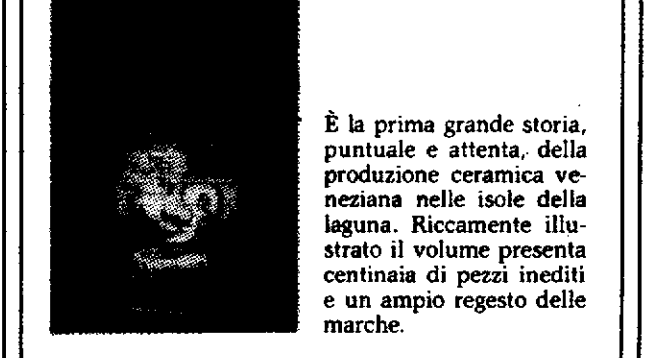 È la prima grande storia,
puntuale e attenta, della
produzione ceramica ve-
neziana nelle isole della
laguna. Riccamente illu-
strato il volume presenta
centinaia di pezzi inediti
e un ampio regesto delle
marche.